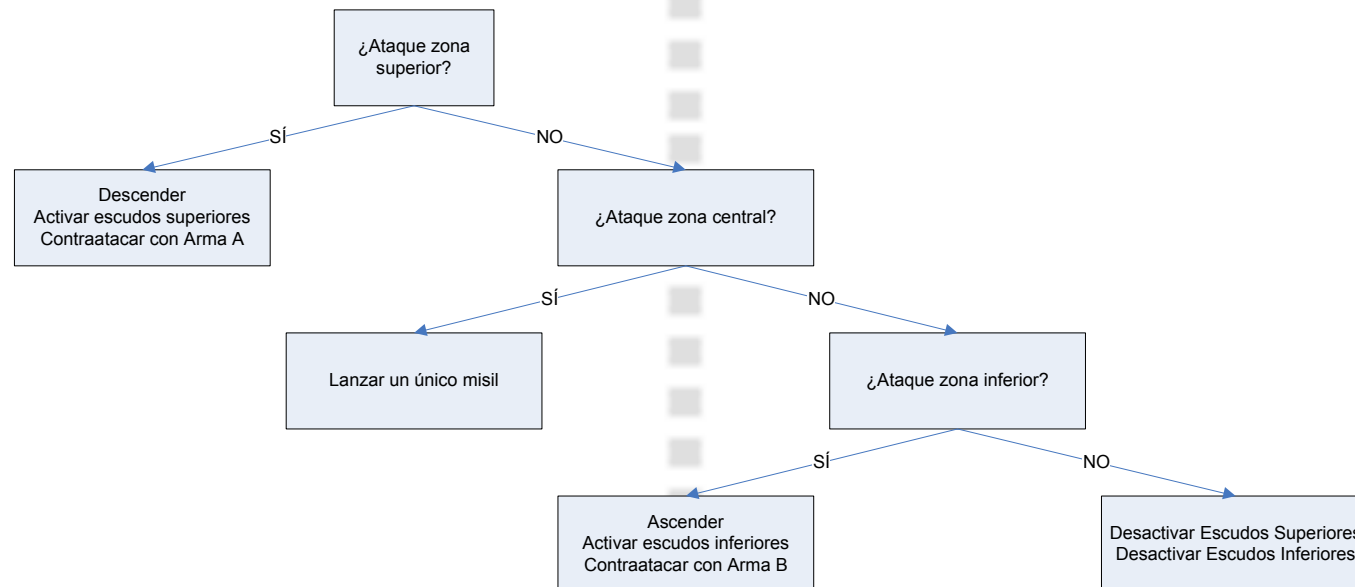 ¿Ataque zona
superior?
SÍ
NO
Descender
Activar escudos superiores
Contraatacar con Arma A
¿Ataque zona central?
SÍ
NO
Lanzar un único misil
¿Ataque zona inferior?
SÍ
NO
Ascender
Activar escudos inferiores
Contraatacar con Arma B
Desactivar Escudos Superiores
Desactivar Escudos Inferiores